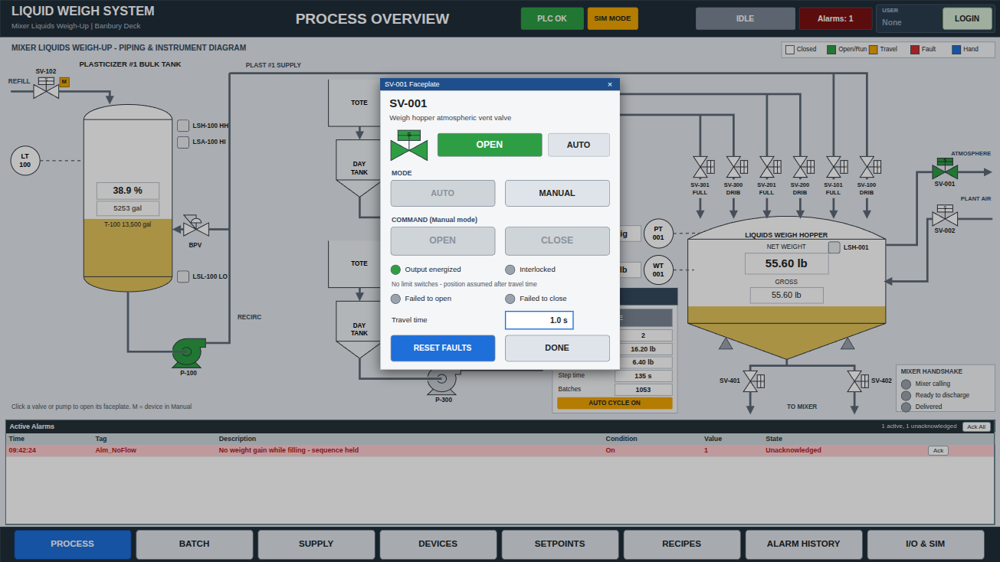 LIQUID WEIGH SYSTEM
Mixer Liquids Weigh-Up | Banbury Deck
PROCESS OVERVIEW
PLC OK
SIM MODE
IDLE
Alarms: 1
USER
None
LOGIN
MIXER LIQUIDS WEIGH-UP - PIPING & INSTRUMENT DIAGRAM
Closed
Open/Run
Travel
Fault
Hand
PLASTICIZER #1 BULK TANK
PLAST #1 SUPPLY
SV-102
S
M
REFILL
LSH-100 HH
LSA-100 HI
LT
100
38.9 %
5253 gal
T-100 13,500 gal
BPV
LSL-100 LO
RECIRC
P-100
TOTE
DAY
TANK
TOTE
DAY
TANK
P-300
SV-001 Faceplate
×
SV-001
Weigh hopper atmospheric vent valve
S
OPEN
AUTO
MODE
AUTO
MANUAL
COMMAND (Manual mode)
OPEN
CLOSE
Output energized
Interlocked
No limit switches - position assumed after travel time
Failed to open
Failed to close
Travel time
1.0 s
RESET FAULTS
DONE
SV-301
FULL
SV-300
DRIB
SV-201
FULL
SV-200
DRIB
SV-101
FULL
SV-100
DRIB
ATMOSPHERE
S
SV-001
PLANT AIR
S
SV-002
ig
PT
001
lb
WT
001
LIQUIDS WEIGH HOPPER
NET WEIGHT
LSH-001
55.60 lb
GROSS
55.60 lb
2
16.20 lb
6.40 lb
Step time
135 s
Batches
1053
AUTO CYCLE ON
SV-401
SV-402
TO MIXER
MIXER HANDSHAKE
Mixer calling
Ready to discharge
Delivered
Click a valve or pump to open its faceplate. M = device in Manual
Active Alarms
1 active, 1 unacknowledged
Ack All
Time Tag Description Condition Value State
09:42:24 Alm_NoFlow No weight gain while filling - sequence held On 1 Unacknowledged Ack
PROCESS
BATCH
SUPPLY
DEVICES
SETPOINTS
RECIPES
ALARM HISTORY
I/O & SIM